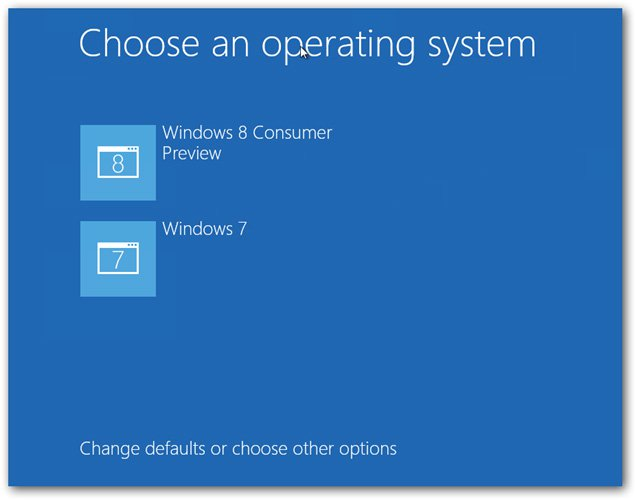 Choose an operating system
8
Windows 8 Consumer
Preview
7
Windows 7
Change defaults or choose other options